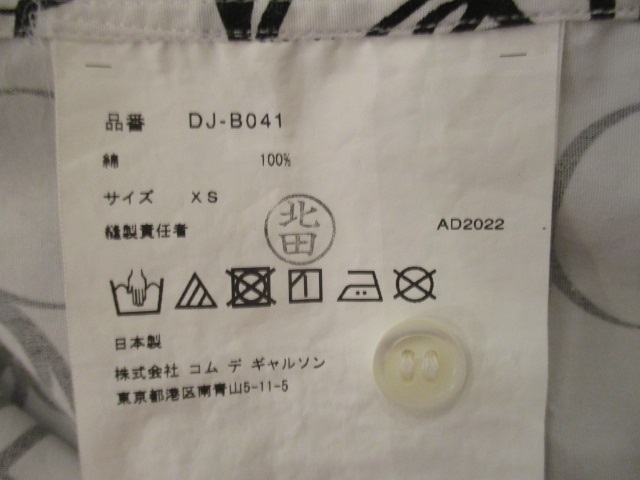 品番 DJ-B041
綿 100%
サイズ XS
縫製責任者 北田 AD2022
日本製
株式会社 コム デ ギャルソン
東京都港区南青山5-11-5